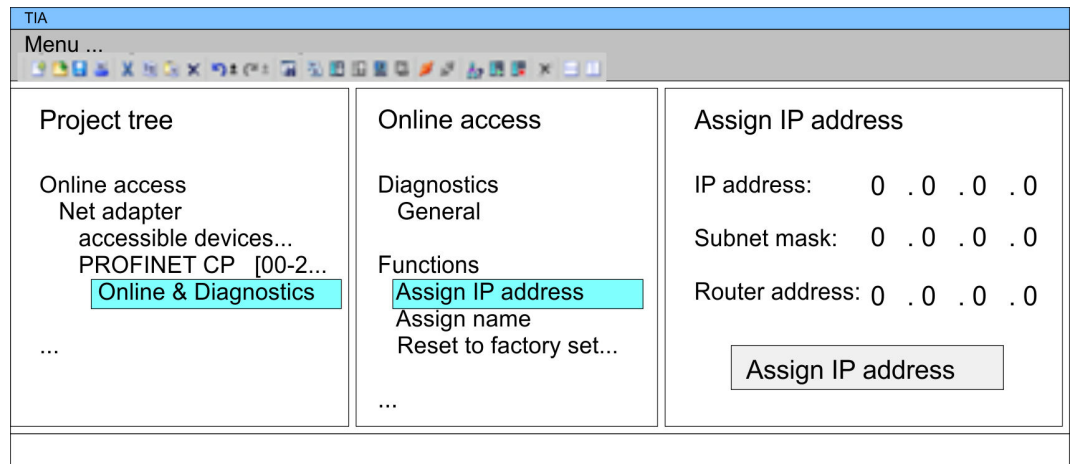 TIA
Menu ...
Project tree
Online access
Net adapter
accessible devices...
PROFINET CP [00-2...
Online & Diagnostics
...
Online access
Diagnostics
General
Functions
Assign IP address
Assign name
Reset to factory set...
...
Assign IP address
IP address: 0 . 0 . 0 . 0
Subnet mask: 0 . 0 . 0 . 0
Router address: 0 . 0 . 0 . 0
Assign IP address